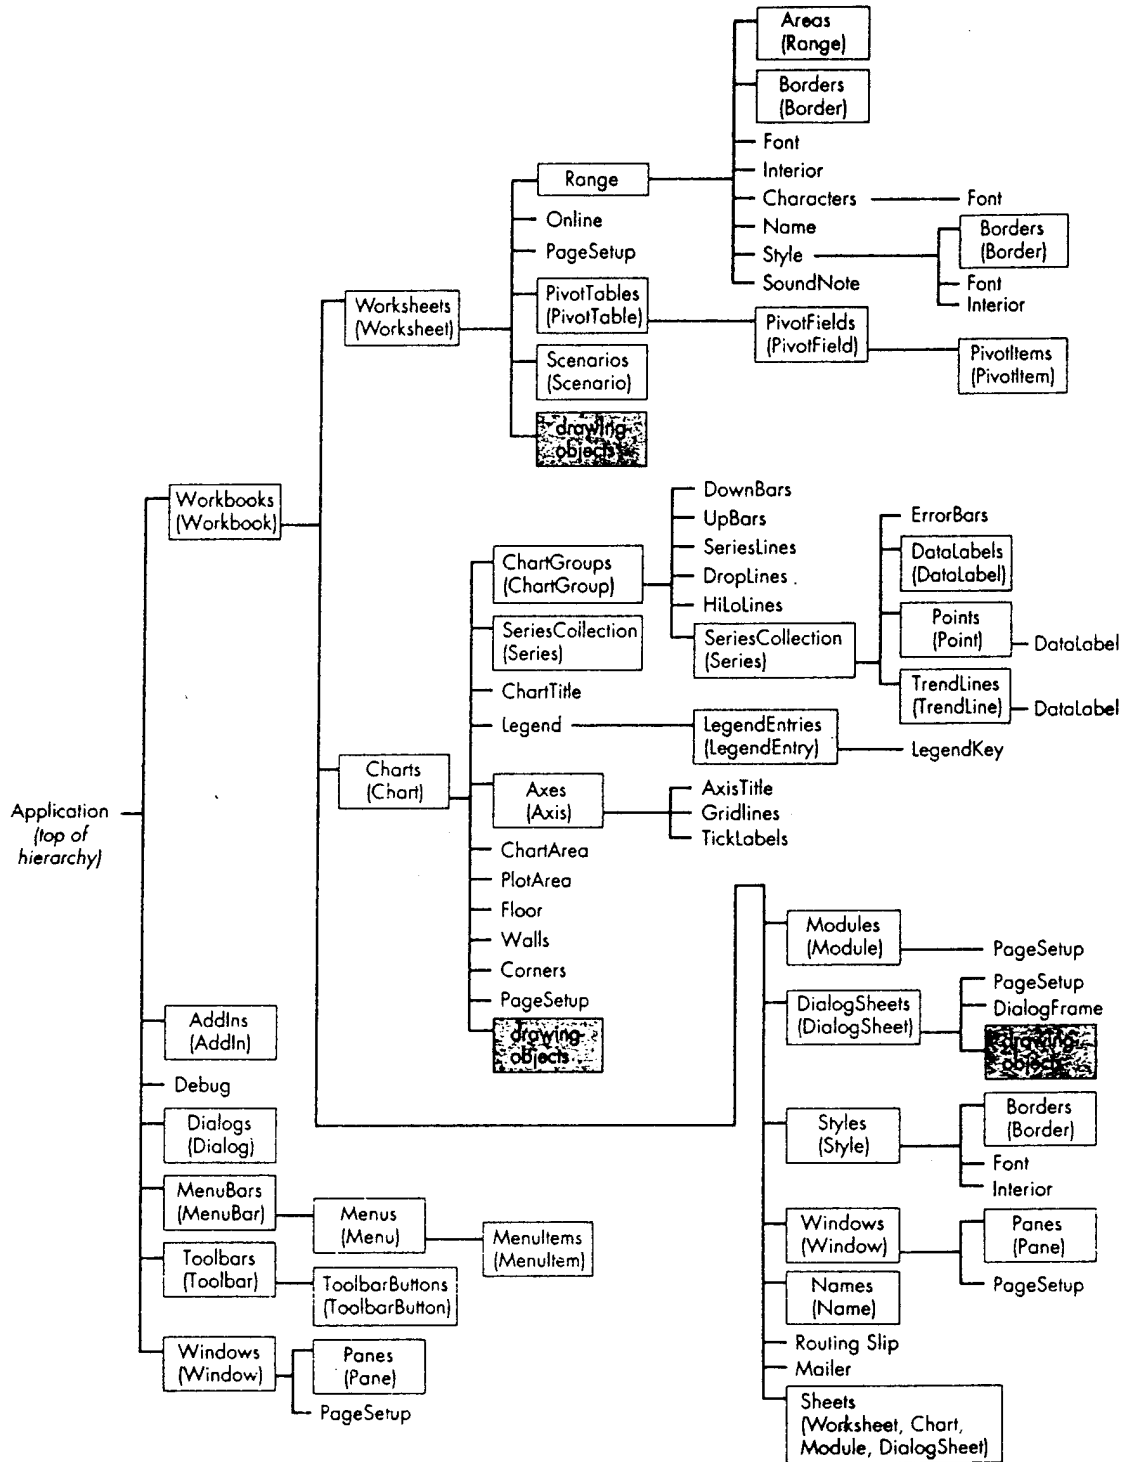 Areas
(Range)
Borders
(Border)
Font
Interior
Range
Characters
Font
Online
Name
Borders
(Border)
PageSetup
Style
SoundNote
Font
Interior
Worksheets
(Worksheet)
PivotTables
(PivotTable)
PivotFields
(PivotField)
PivotItems
(PivotItem)
Scenarios
(Scenario)
drawing-
objects
Workbooks
(Workbook)
DownBars
UpBars
SeriesLines
DropLines
HiLoLines
ErrorBars
DataLabels
(DataLabel)
ChartGroups
(ChartGroup)
SeriesCollection
(Series)
SeriesCollection
(Series)
Points
(Point)
DataLabel
TrendLines
(TrendLine)
DataLabel
ChartTitle
Legend
LegendEntries
(LegendEntry)
LegendKey
Charts
(Chart)
Axes
(Axis)
AxisTitle
Gridlines
TickLabels
Application
(top of
hierarchy)
ChartArea
PlotArea
Floor
Walls
Corners
PageSetup
drawing-
objects
Modules
(Module)
PageSetup
DialogSheets
(DialogSheet)
PageSetup
DialogFrame
drawing-
objects
AddIns
(AddIn)
Debug
Dialogs
(Dialog)
Styles
(Style)
Borders
(Border)
Font
Interior
MenuBars
(MenuBar)
Menus
(Menu)
MenuItems
(MenuItem)
Windows
(Window)
Panes
(Pane)
PageSetup
Toolbars
(Toolbar)
ToolbarButtons
(ToolbarButton)
Names
(Name)
Routing Slip
Mailer
Windows
(Window)
Panes
(Pane)
PageSetup
Sheets
(Worksheet, Chart,
Module, DialogSheet)